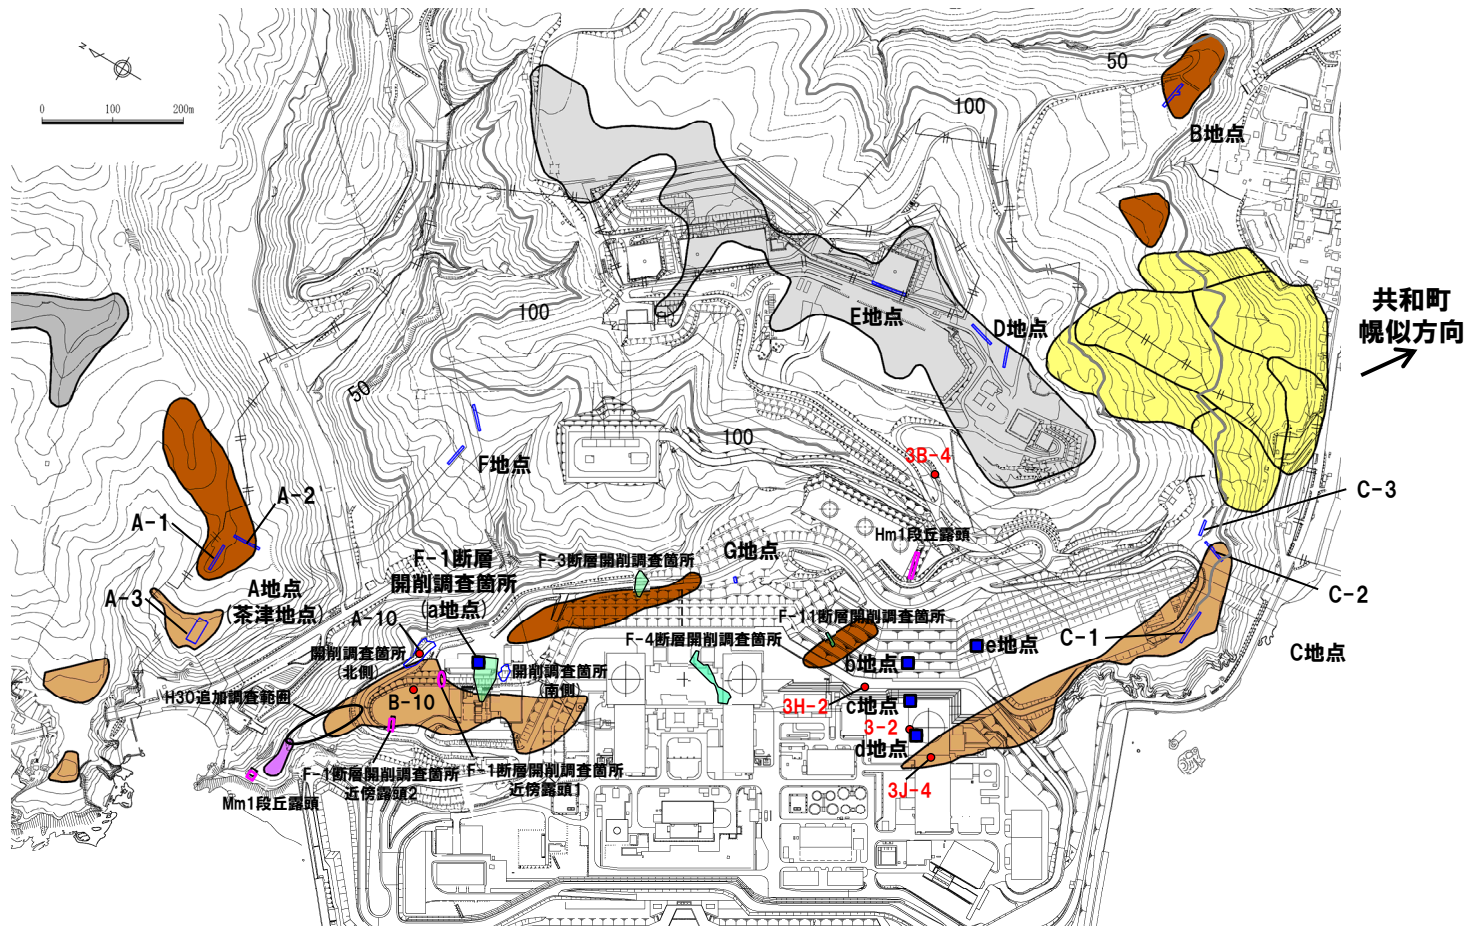 N
0 100 200m
50
100
B地点
共和町
幌似方向
E地点
D地点
100
50
100
3B-4
F地点
A-2
A-1
C-3
Hm1段丘露頭
G地点
F-1断層
開削調査箇所
(a地点)
F-3断層開削調査箇所
A地点
(茶津地点)
A-3
C-2
A-10
F-11断層開削調査箇所
F-4断層開削調査箇所
C-1
e地点
C地点
開削調査箇所
(北側)
b地点
開削調査箇所
南側)
H30追加調査範囲
B-10
3H-2
c地点
3-2
d地点
F-1断層開削調査箇所
近傍露頭2
F-1断層開削調査箇所
近傍露頭1
3J-4
Mm1段丘露頭